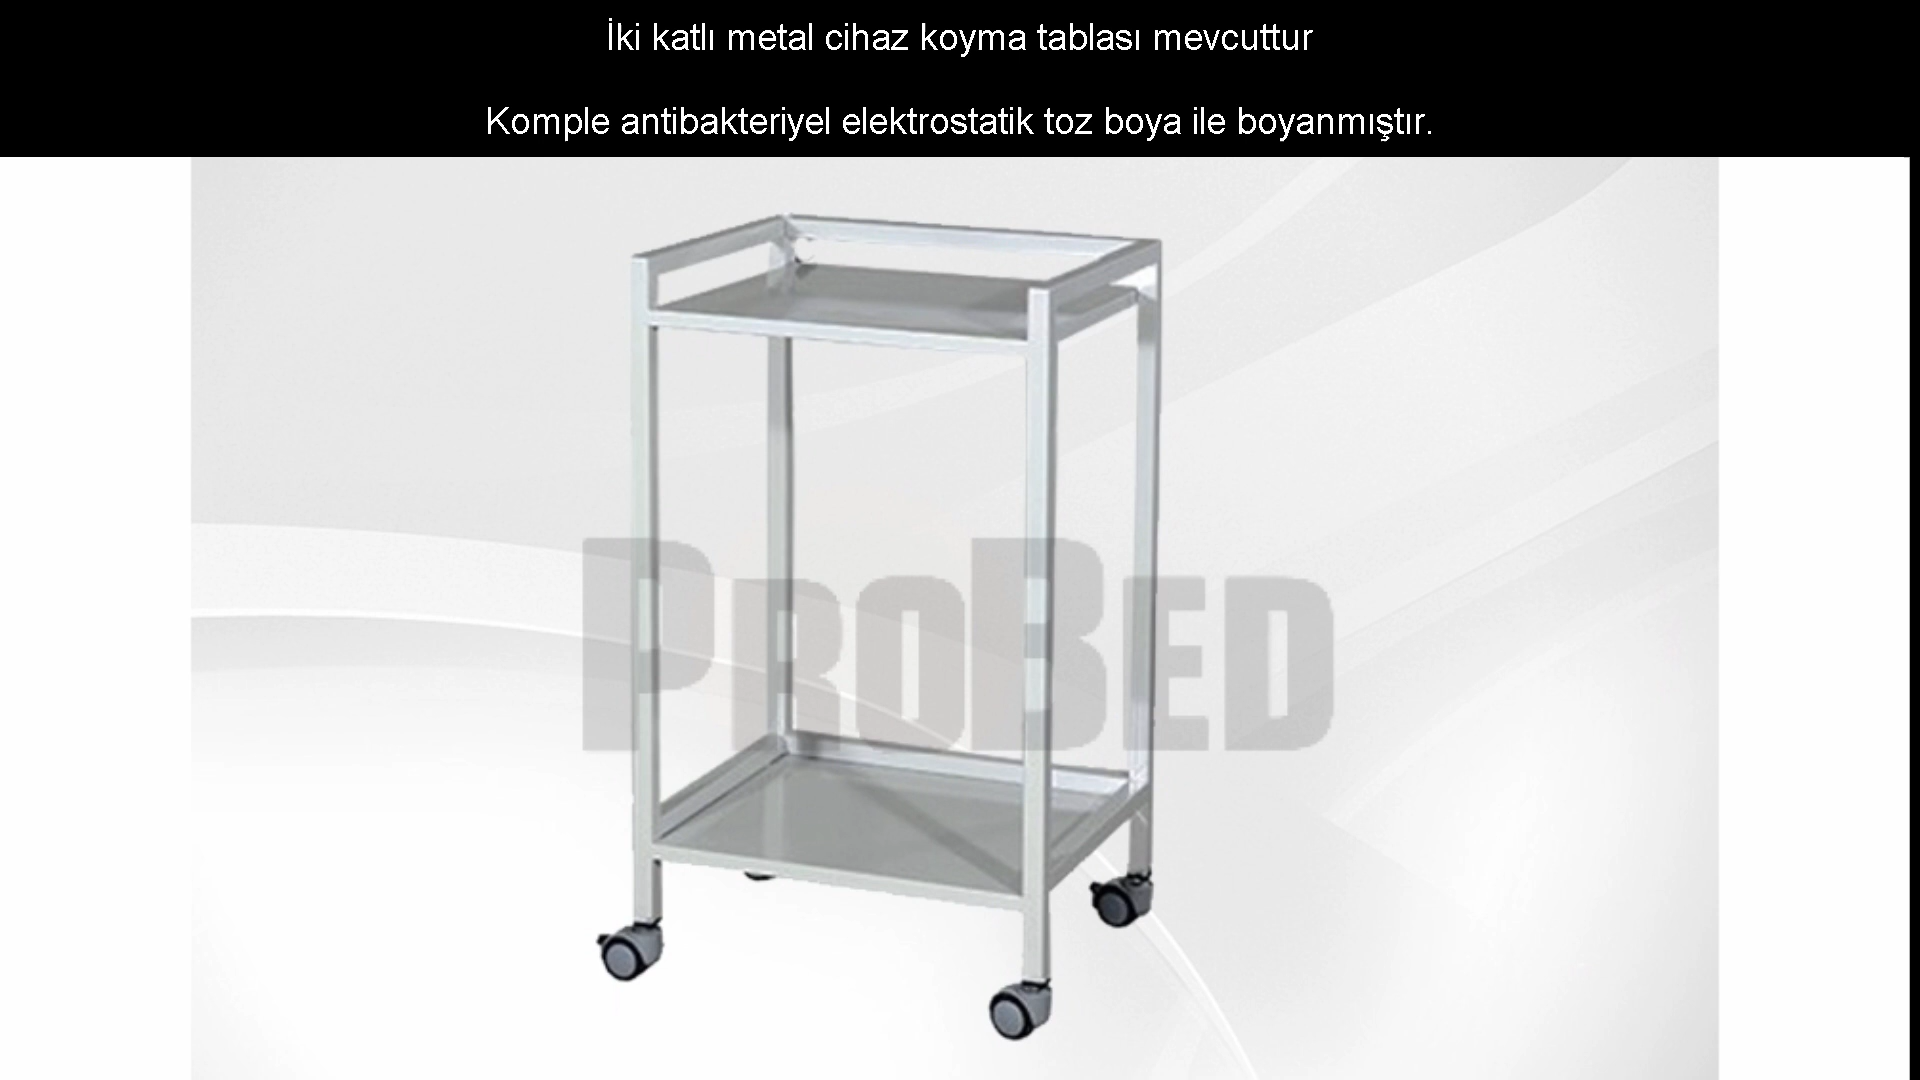 İki katlı metal cihaz koyma tablası mevcuttur
Komple antibakteriyel elektrostatik toz boya ile boyanmıştır.
PROBED